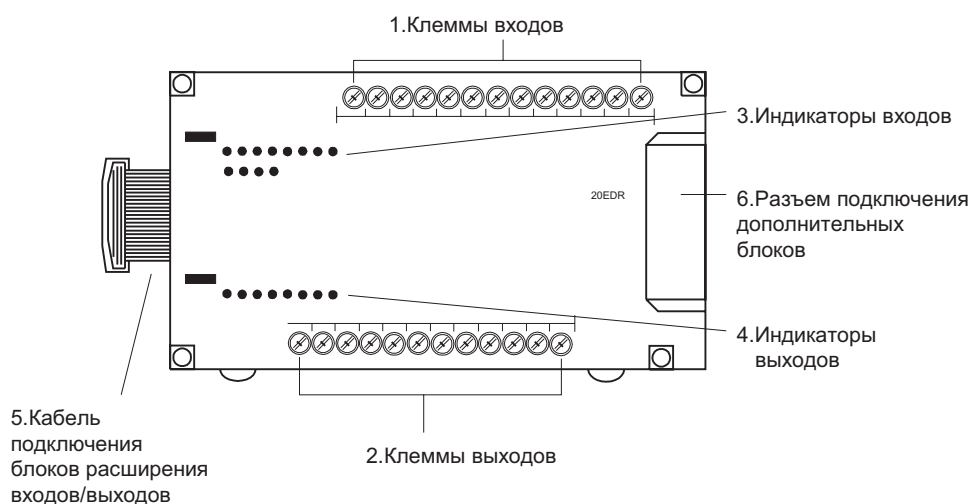 1.Клеммы входов
3.Индикаторы входов
20EDR
6.Разъем подключения
дополнительных
блоков
4.Индикаторы
выходов
5.Кабель
подключения
блоков расширения
входов/выходов
2.Клеммы выходов